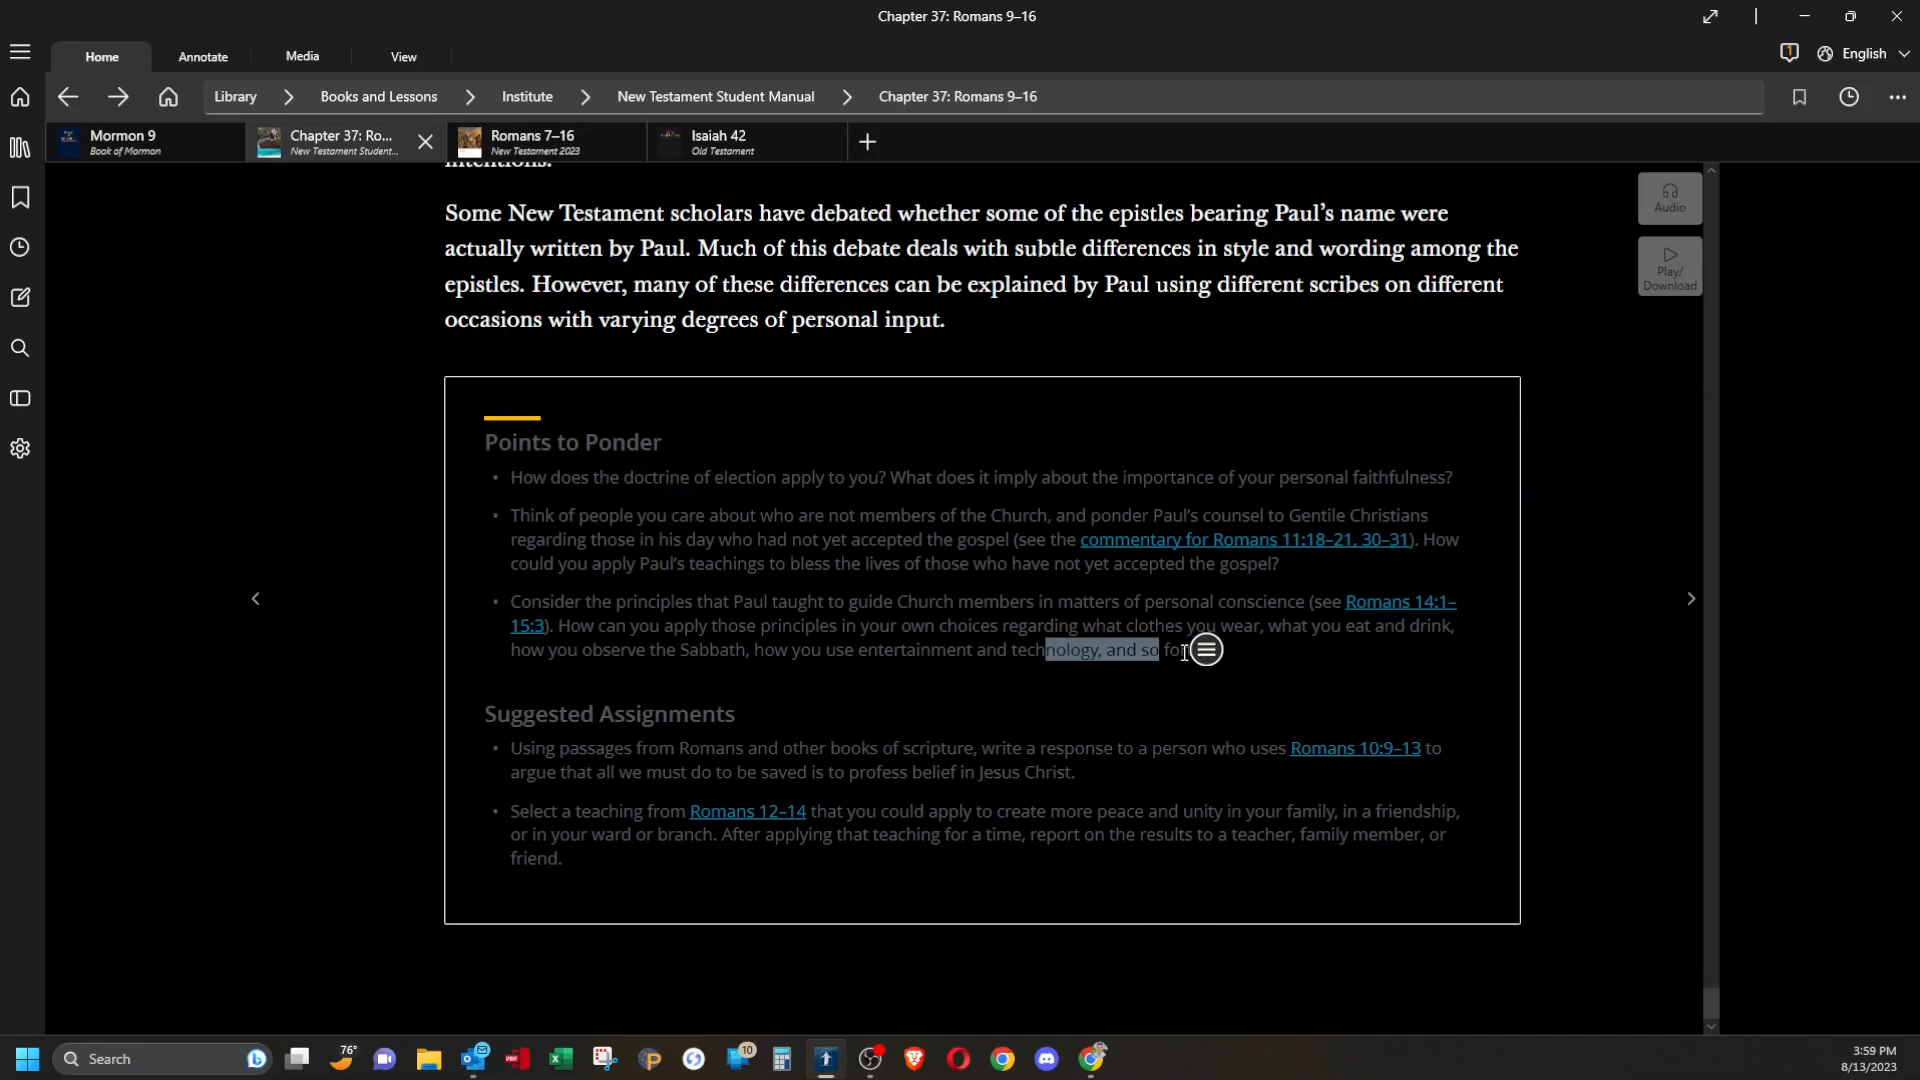 Chapter 37: Romans 9–16
Home
Annotate
Media
View
1
English
Library
Books and Lessons
Institute
New Testament Student Manual
Chapter 37: Romans 9–16
Mormon 9
Book of Mormon
Chapter 37: Ro...
New Testament Student...
Romans 7–16
New Testament 2023
Isaiah 42
Old Testament
intentions.
Some New Testament scholars have debated whether some of the epistles bearing Paul’s name were
actually written by Paul. Much of this debate deals with subtle differences in style and wording among the
epistles. However, many of these differences can be explained by Paul using different scribes on different
occasions with varying degrees of personal input.
Audio
Play/
Download
Points to Ponder
• How does the doctrine of election apply to you? What does it imply about the importance of your personal faithfulness?
• Think of people you care about who are not members of the Church, and ponder Paul’s counsel to Gentile Christians
regarding those in his day who had not yet accepted the gospel (see the commentary for Romans 11:18–21, 30–31). How
could you apply Paul’s teachings to bless the lives of those who have not yet accepted the gospel?
• Consider the principles that Paul taught to guide Church members in matters of personal conscience (see Romans 14:1–
15:3). How can you apply those principles in your own choices regarding what clothes you wear, what you eat and drink,
how you observe the Sabbath, how you use entertainment and technology, and so fo
Suggested Assignments
• Using passages from Romans and other books of scripture, write a response to a person who uses Romans 10:9–13 to
argue that all we must do to be saved is to profess belief in Jesus Christ.
• Select a teaching from Romans 12–14 that you could apply to create more peace and unity in your family, in a friendship,
or in your ward or branch. After applying that teaching for a time, report on the results to a teacher, family member, or
friend.
Search
76°
PDF
10
3:59 PM
8/13/2023